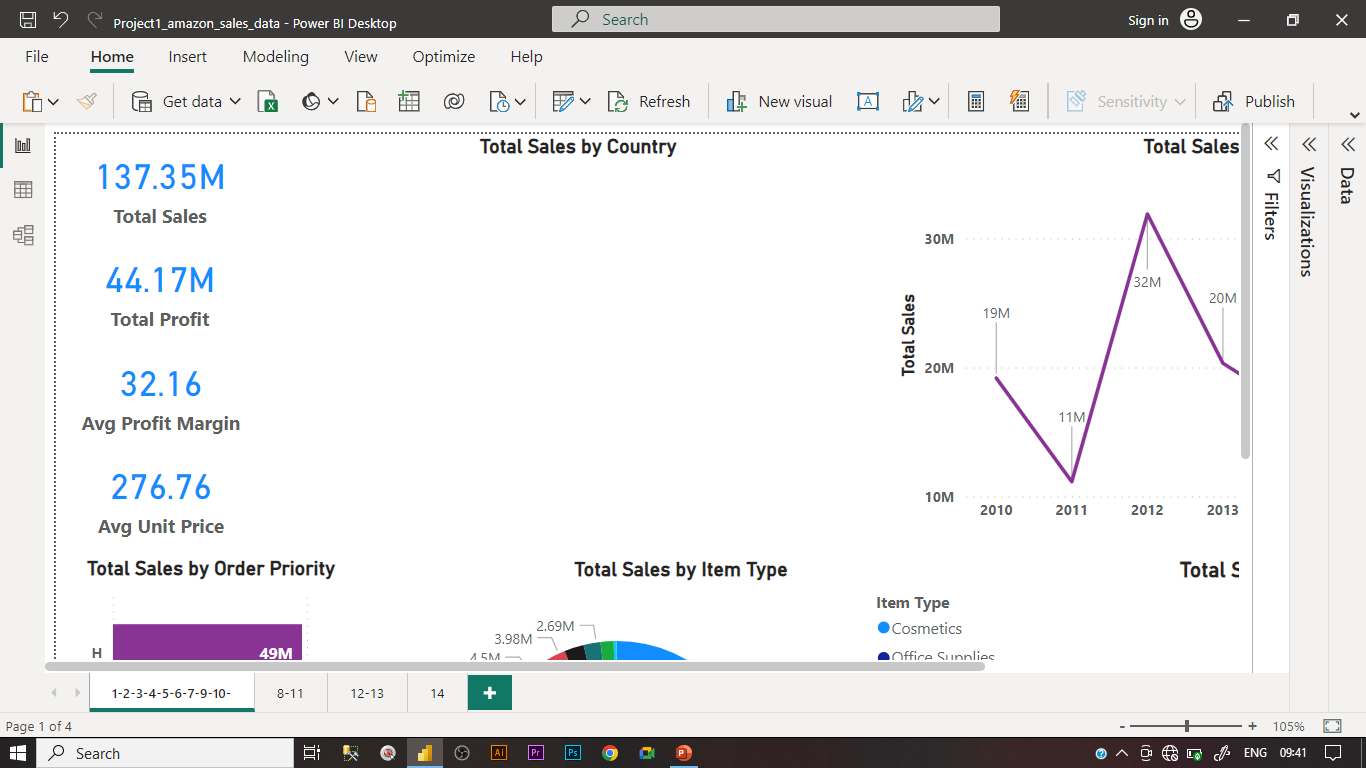 Project1_amazon_sales_data - Power BI Desktop
Search
Sign in
File Home Insert Modeling View Optimize Help
Get data
Refresh
New visual
A
Sensitivity
Publish
137.35M
Total Sales
44.17M
Total Profit
32.16
Avg Profit Margin
276.76
Avg Unit Price
Total Sales by Country
Total Sales
Total Sales
30M
20M
10M
19M
11M
32M
20M
2010 2011 2012 2013
Filters
Visualizations
Data
Total Sales by Order Priority
H
49M
Total Sales by Item Type
2.69M
3.98M
4.5M
Item Type
Cosmetics
Office Supplies
Total S
1-2-3-4-5-6-7-9-10- 8-11 12-13 14 +
Page 1 of 4
- + 105%
Search
Ai Pr Ps
ENG 09:41